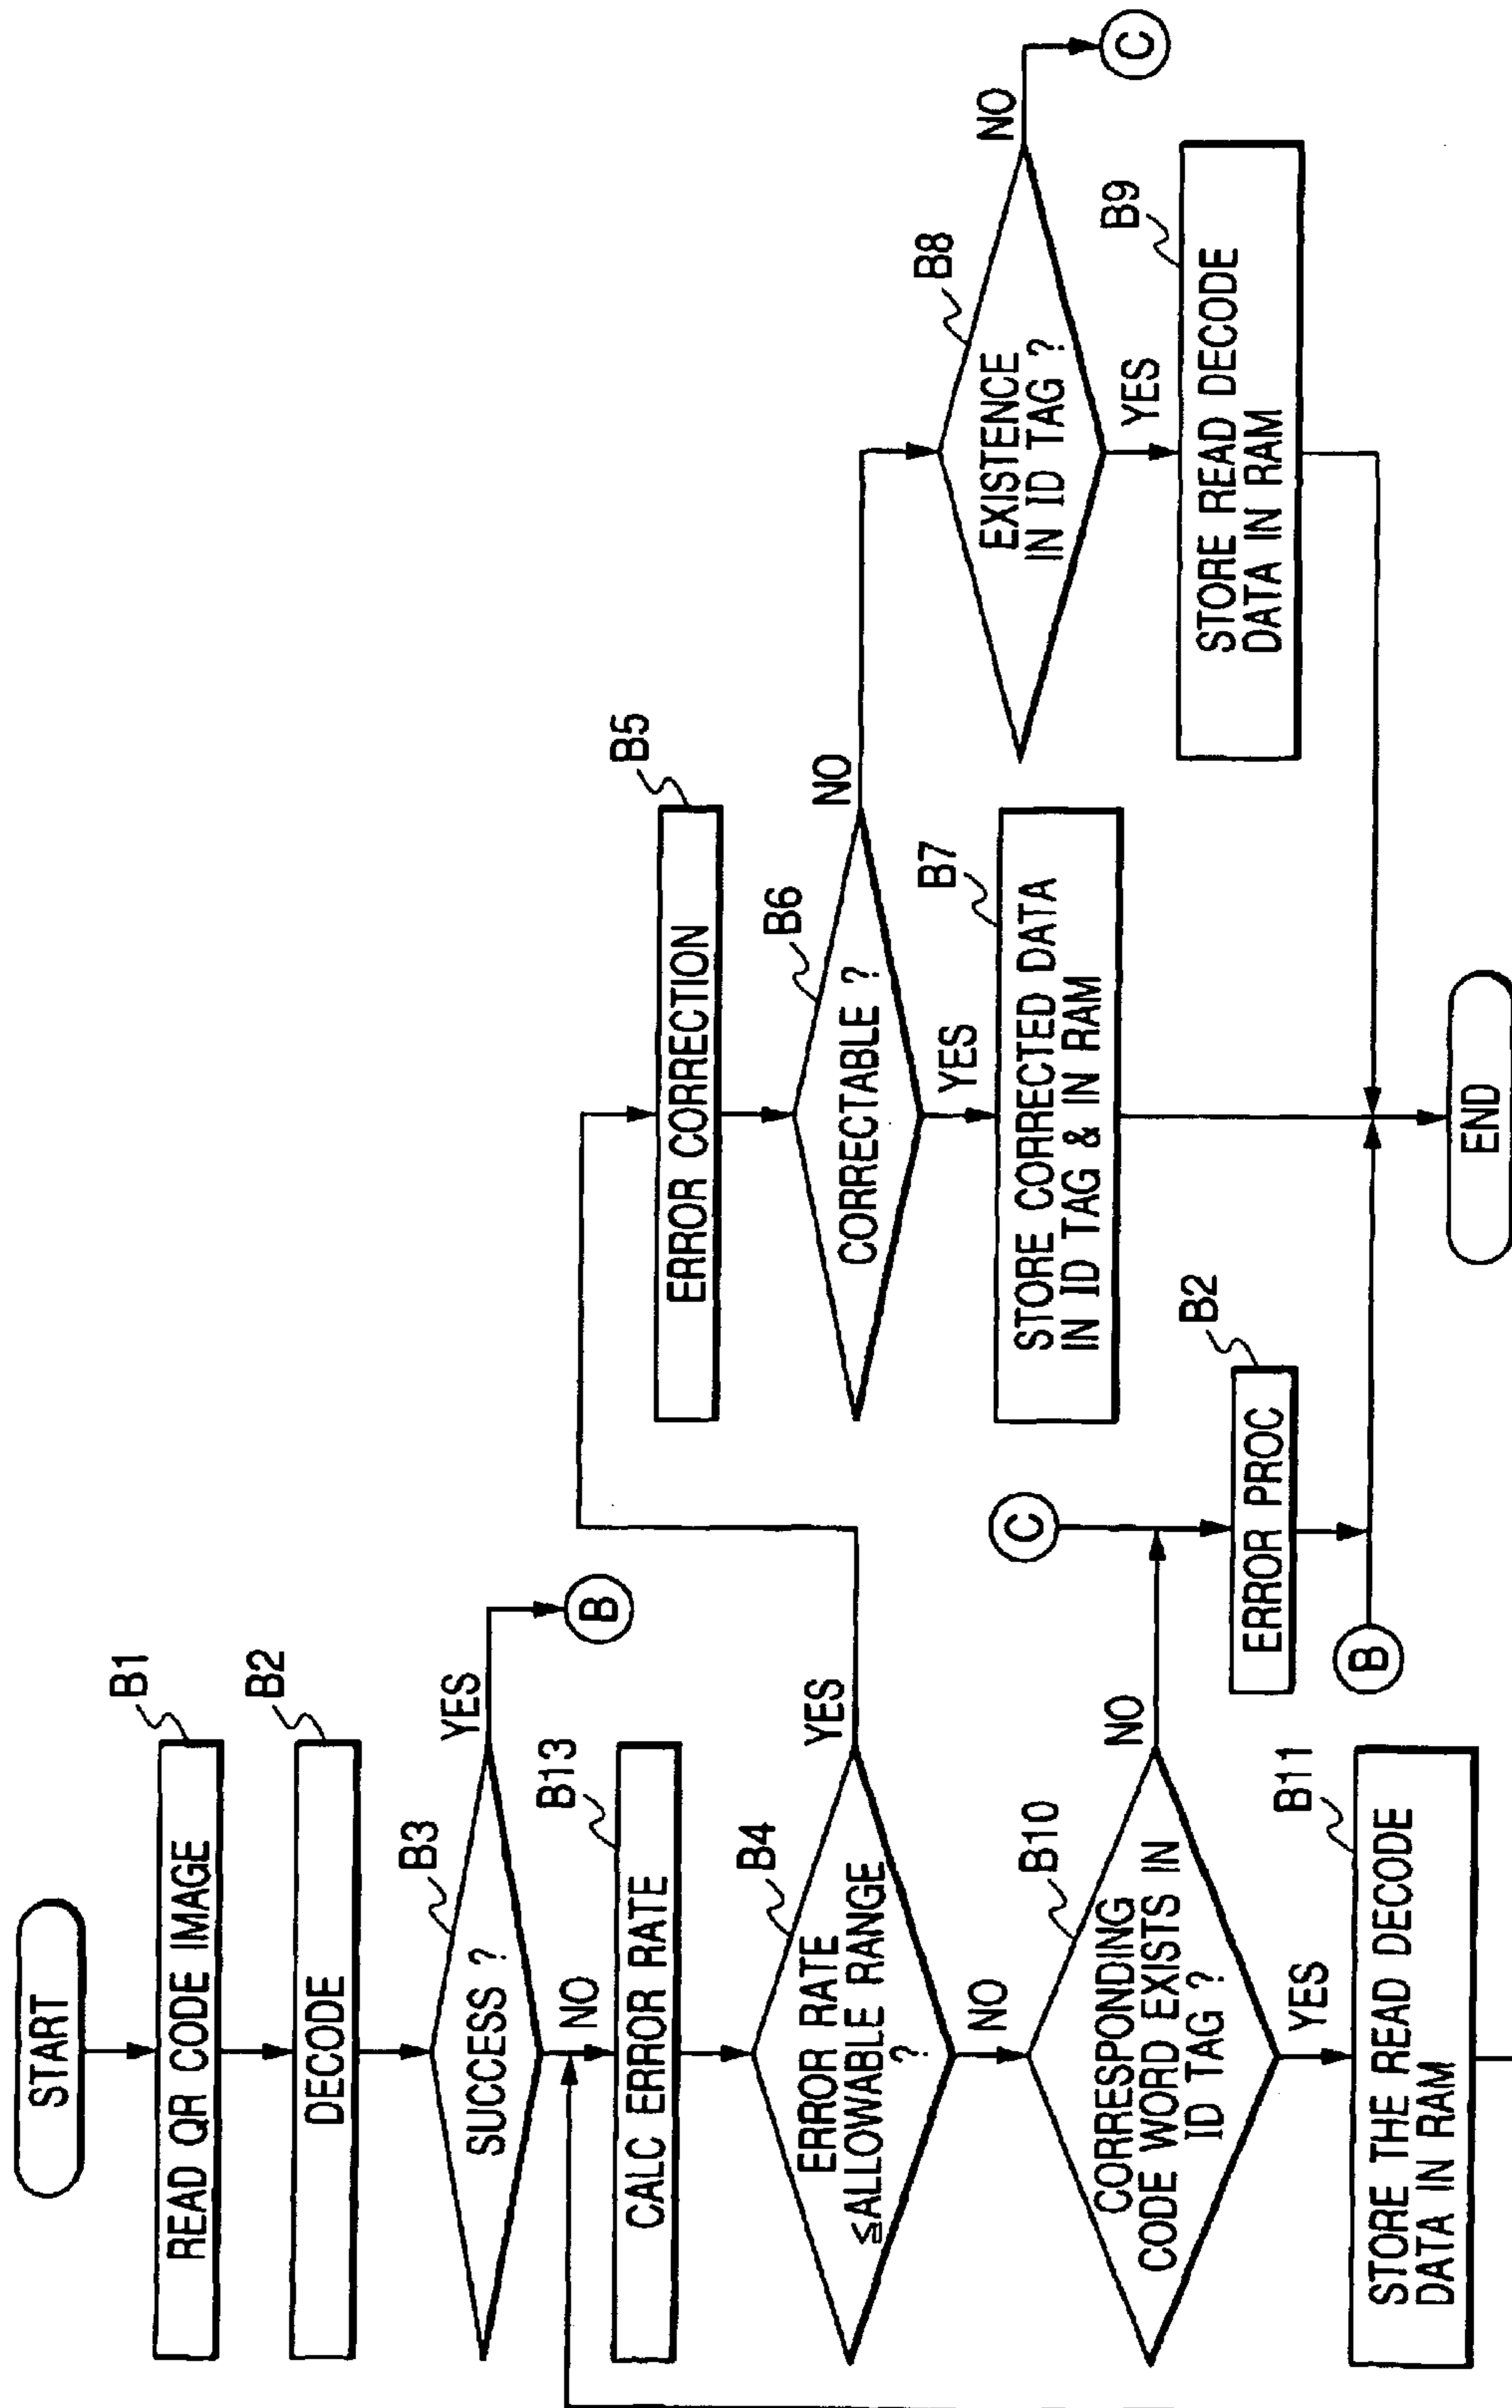 START
READ QR CODE IMAGE
B1
DECODE
B2
SUCCESS ?
B3
YES
B
NO
CALC ERROR RATE
B13
ERROR RATE
≦ALLOWABLE RANGE
?
B4
YES
NO
CORRESPONDING
CODE WORD EXISTS IN
ID TAG ?
B10
NO
YES
STORE THE READ DECODE
DATA IN RAM
B11
C
ERROR PROC
B2
B
ERROR CORRECTION
B5
CORRECTABLE ?
B6
NO
YES
STORE CORRECTED DATA
IN ID TAG & IN RAM
B7
END
EXISTENCE
IN ID TAG ?
B8
NO
C
YES
STORE READ DECODE
DATA IN RAM
B9